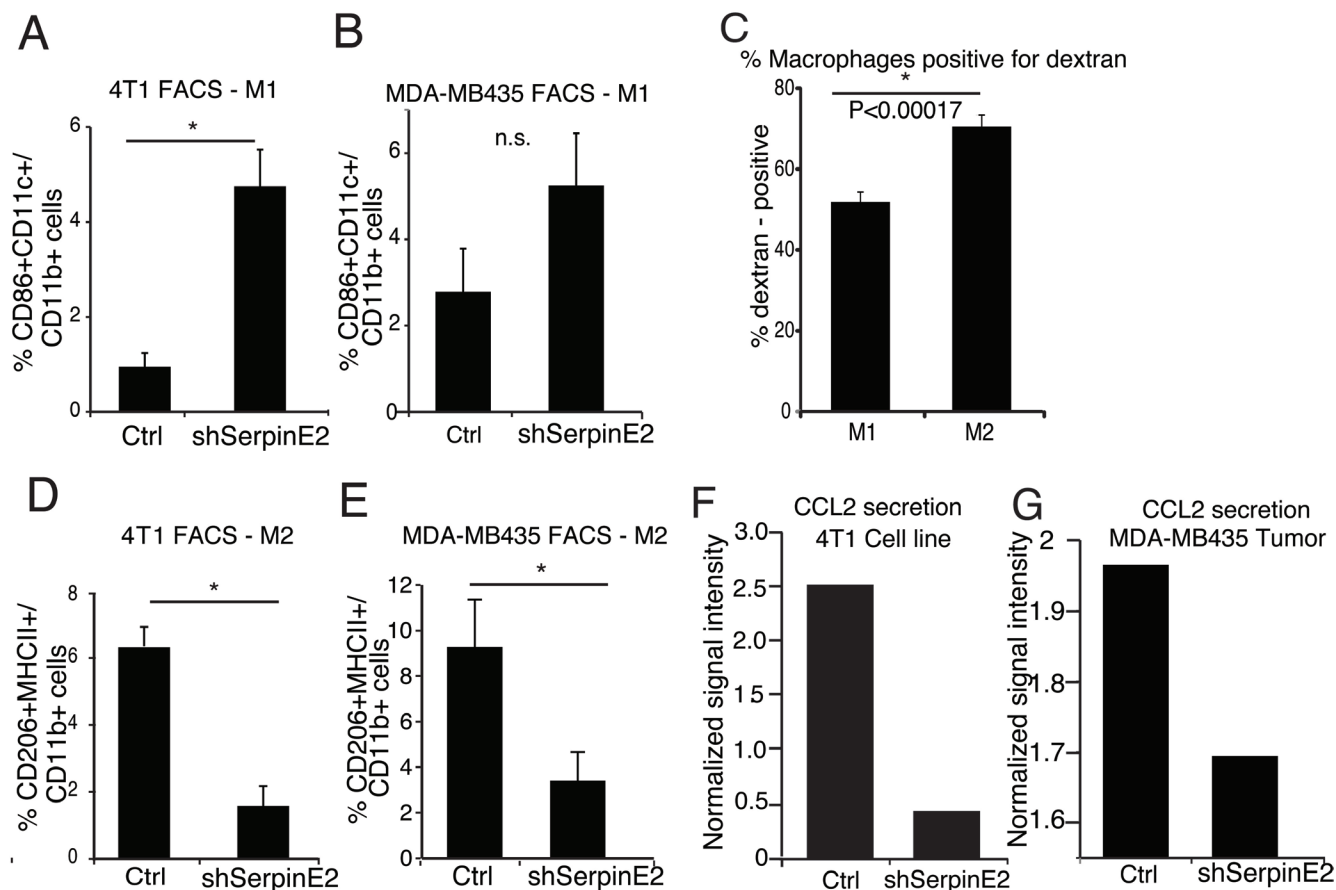 A
4T1 FACS - M1
% CD86+CD11c+/
CD11b+ cells
6
4
2
0
*
Ctrl
shSerpinE2
B
MDA-MB435 FACS - M1
% CD86+CD11c+/
CD11b+ cells
6
4
2
0
n.s.
Ctrl
shSerpinE2
C
% Macrophages positive for dextran
*
P<0.00017
% dextran - positive
80
60
40
20
0
M1
M2
D
4T1 FACS - M2
% CD206+MHCII+/
CD11b+ cells
8
6
4
2
0
*
-
Ctrl
shSerpinE2
E
MDA-MB435 FACS - M2
% CD206+MHCII+/
CD11b+ cells
12
10
8
6
4
2
0
*
Ctrl
shSerpinE2
F
CCL2 secretion
4T1 Cell line
Normalized signal intensity
3.0
2.5
2.0
1 5
1.0
0.5
0
Ctrl
shSerpinE2
G
CCL2 secretion
MDA-MB435 Tumor
Normalized signal intensity
2
1.9
1.8
1.7
1.6
Ctrl
shSerpinE2